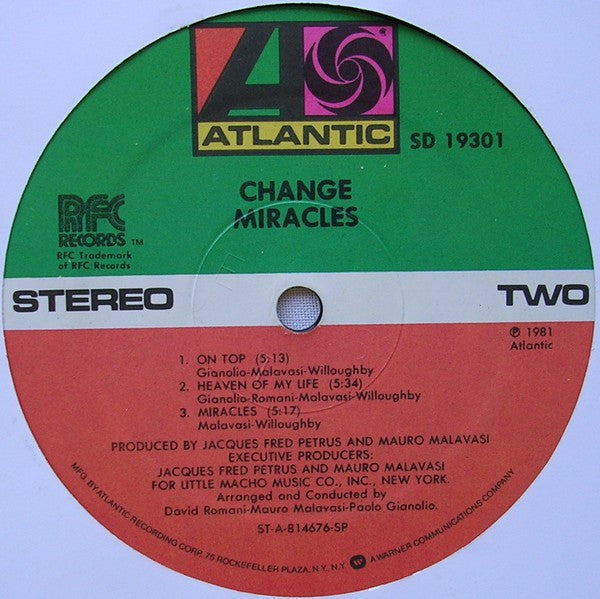 ATLANTIC
SD 19301
CHANGE
MIRACLES
RFC
RECORDS TM
RFC Trademark
of RFC Records
STEREO
TWO
℗ 1981
Atlantic
1. ON TOP (5:13)
Gianolio-Malavasi-Willoughby
2. HEAVEN OF MY LIFE (5:34)
Gianolio-Romani-Malavasi-Willoughby
3. MIRACLES (5:17)
Malavasi-Willoughby
PRODUCED BY JACQUES FRED PETRUS AND MAURO MALAVASI
EXECUTIVE PRODUCERS:
JACQUES FRED PETRUS AND MAURO MALAVASI
FOR LITTLE MACHO MUSIC CO., INC., NEW YORK.
Arranged and Conducted by
David Romani-Mauro Malavasi-Paolo Gianolio.
ST-A-814676-SP
MFG. BY ATLANTIC RECORDING CORP. 75 ROCKEFELLER PLAZA, N.Y. N.Y. A WARNER COMMUNICATIONS COMPANY